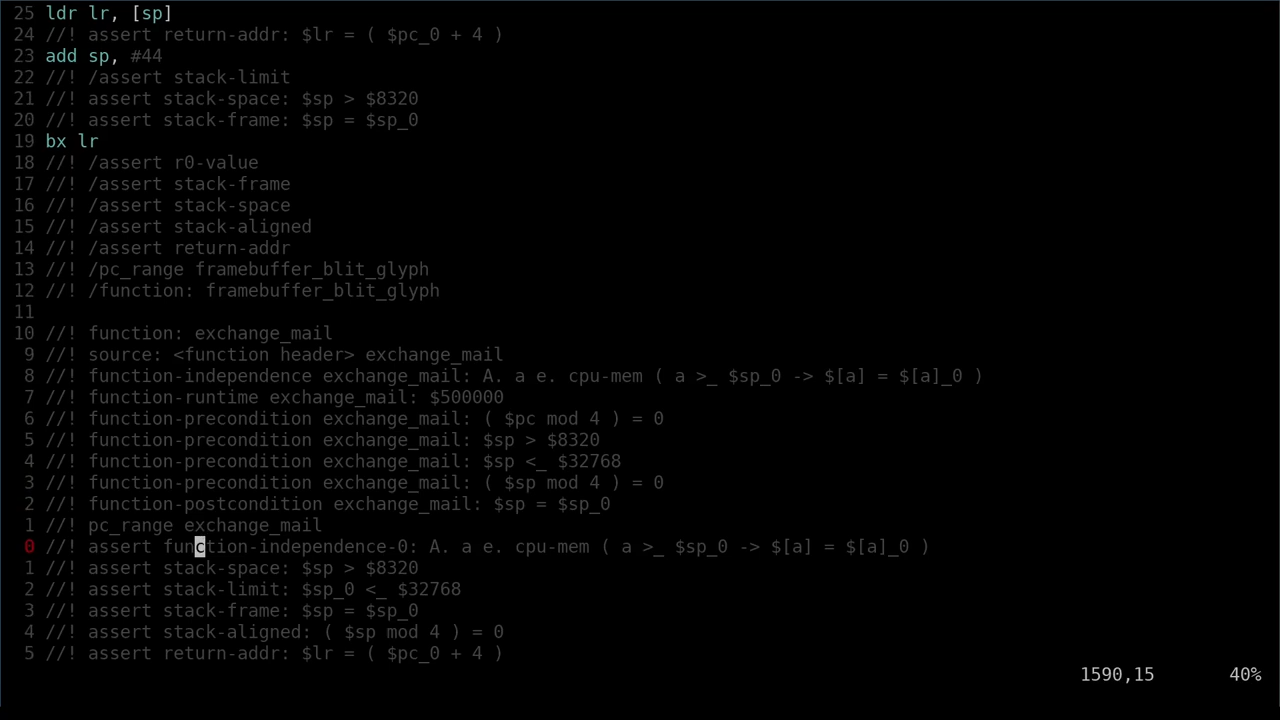 25 ldr lr, [sp]
24 //! assert return-addr: $lr = ( $pc_0 + 4 )
23 add sp, #44
22 //! /assert stack-limit
21 //! assert stack-space: $sp > $8320
20 //! assert stack-frame: $sp = $sp_0
19 bx lr
18 //! /assert r0-value
17 //! /assert stack-frame
16 //! /assert stack-space
15 //! /assert stack-aligned
14 //! /assert return-addr
13 //! /pc_range framebuffer_blit_glyph
12 //! /function: framebuffer_blit_glyph
11
10 //! function: exchange_mail
9 //! source: <function header> exchange_mail
8 //! function-independence exchange_mail: A. a e. cpu-mem ( a >_ $sp_0 -> $[a] = $[a]_0 )
7 //! function-runtime exchange_mail: $500000
6 //! function-precondition exchange_mail: ( $pc mod 4 ) = 0
5 //! function-precondition exchange_mail: $sp > $8320
4 //! function-precondition exchange_mail: $sp <_ $32768
3 //! function-precondition exchange_mail: ( $sp mod 4 ) = 0
2 //! function-postcondition exchange_mail: $sp = $sp_0
1 //! pc_range exchange_mail
0 //! assert function-independence-0: A. a e. cpu-mem ( a >_ $sp_0 -> $[a] = $[a]_0 )
1 //! assert stack-space: $sp > $8320
2 //! assert stack-limit: $sp_0 <_ $32768
3 //! assert stack-frame: $sp = $sp_0
4 //! assert stack-aligned: ( $sp mod 4 ) = 0
5 //! assert return-addr: $lr = ( $pc_0 + 4 )
1590,15 40%